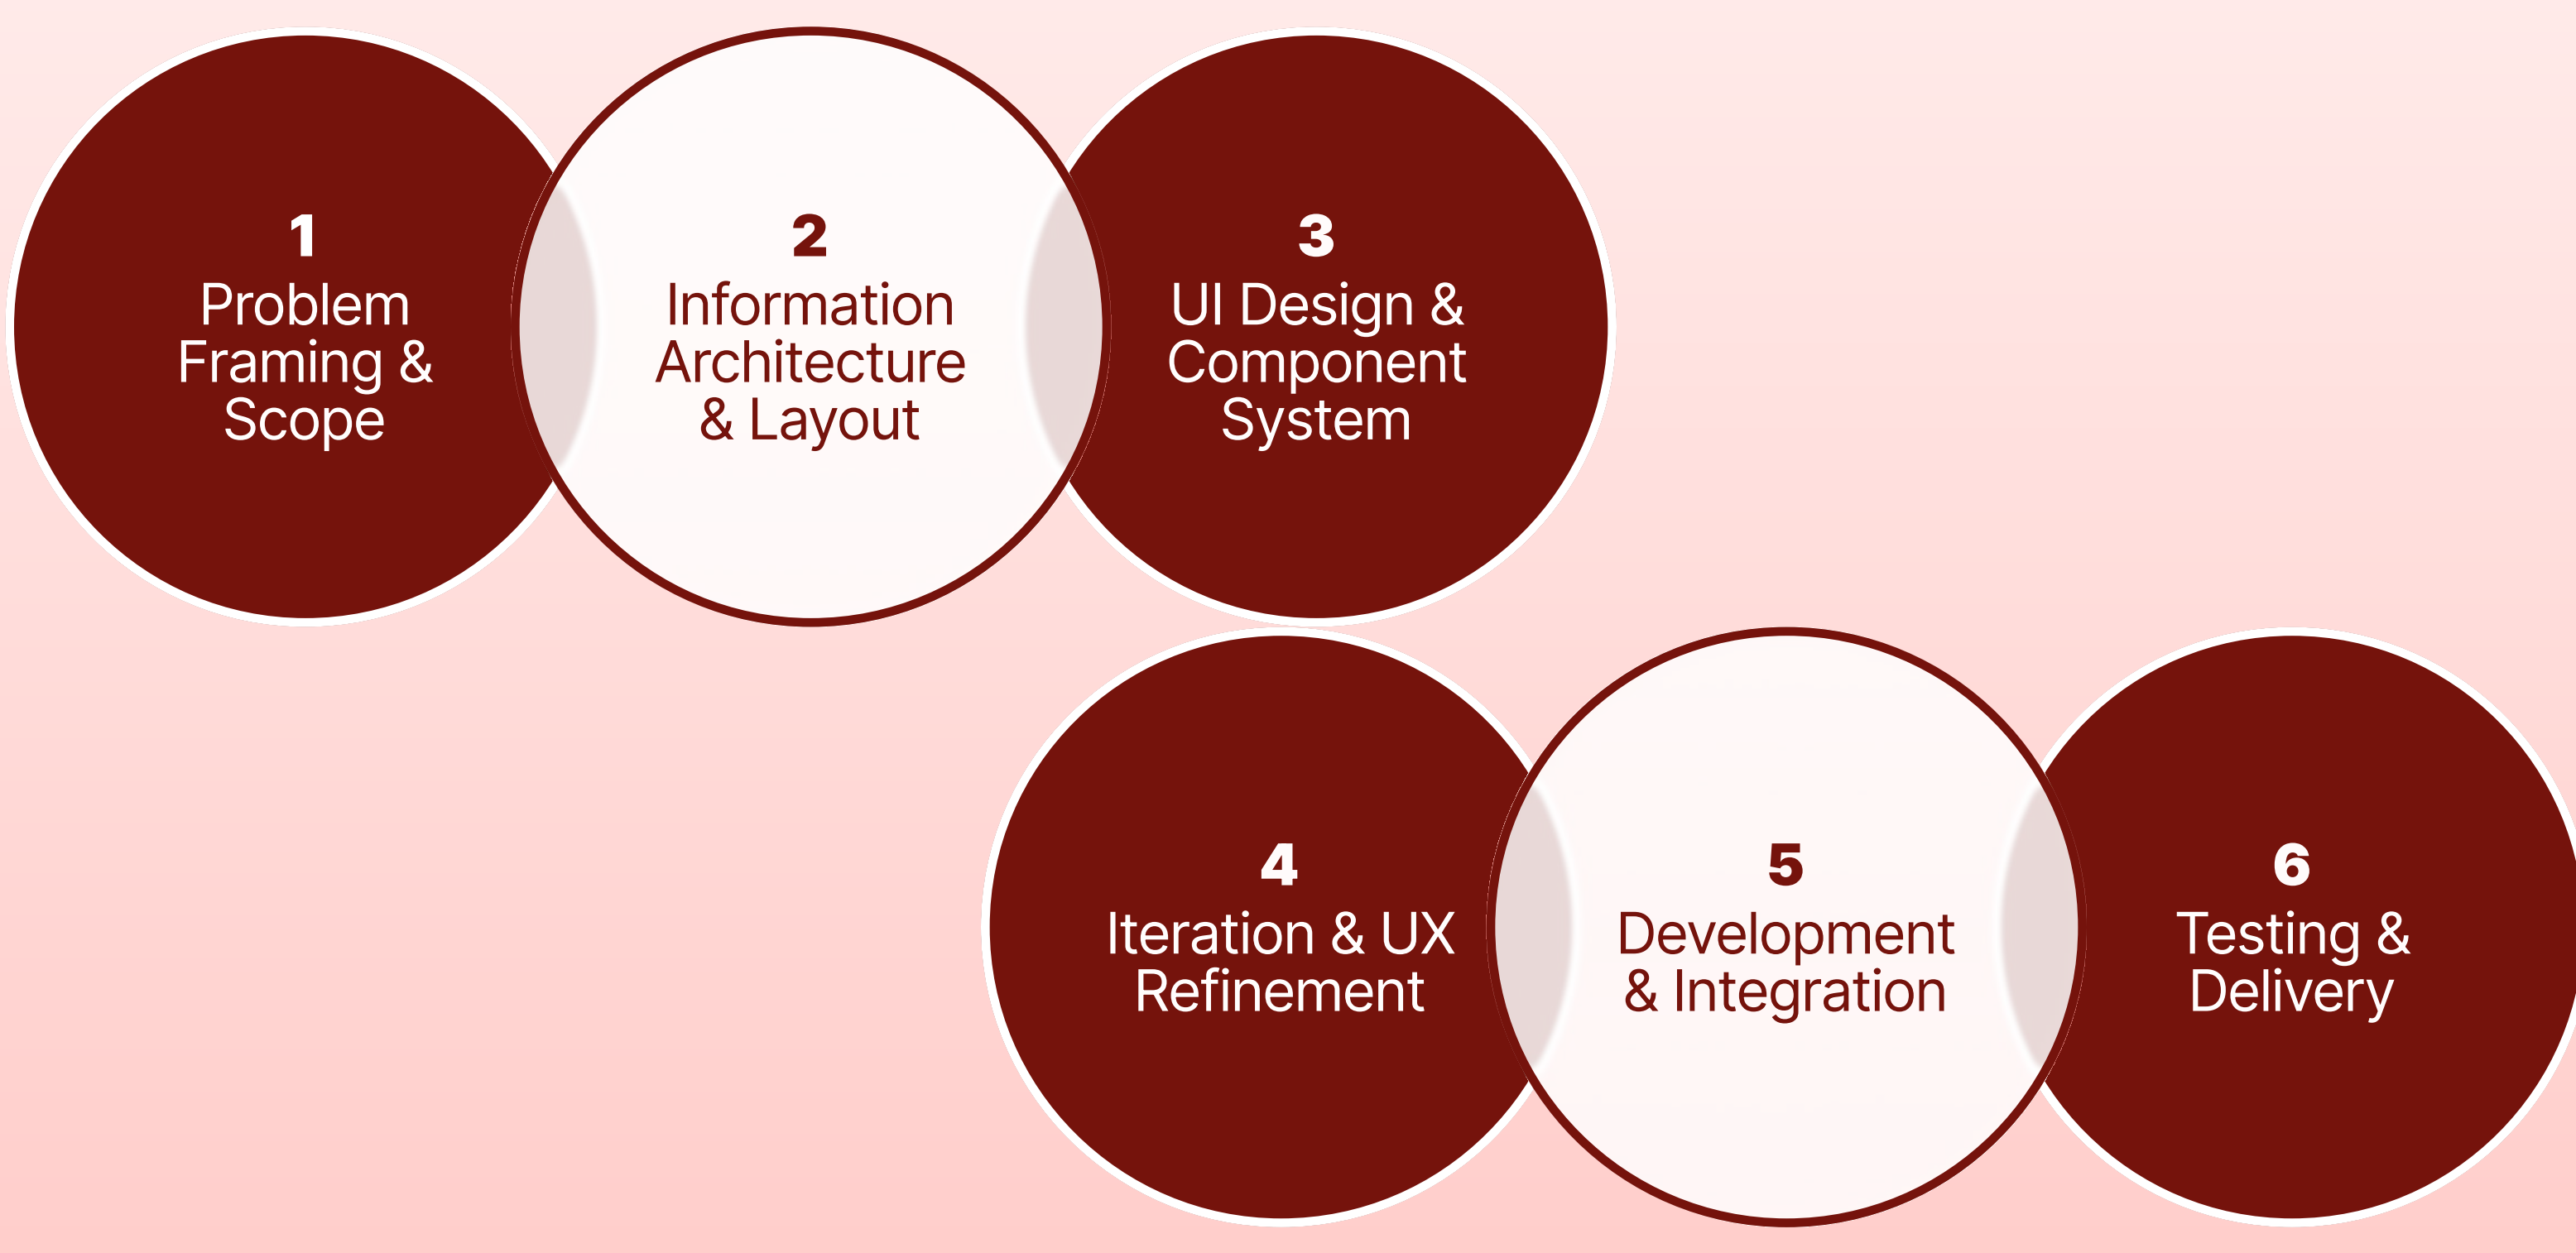 1
Problem
Framing &
Scope
2
Information
Architecture
& Layout
3
UI Design &
Component
System
4
Iteration & UX
Refinement
5
Development
& Integration
6
Testing &
Delivery